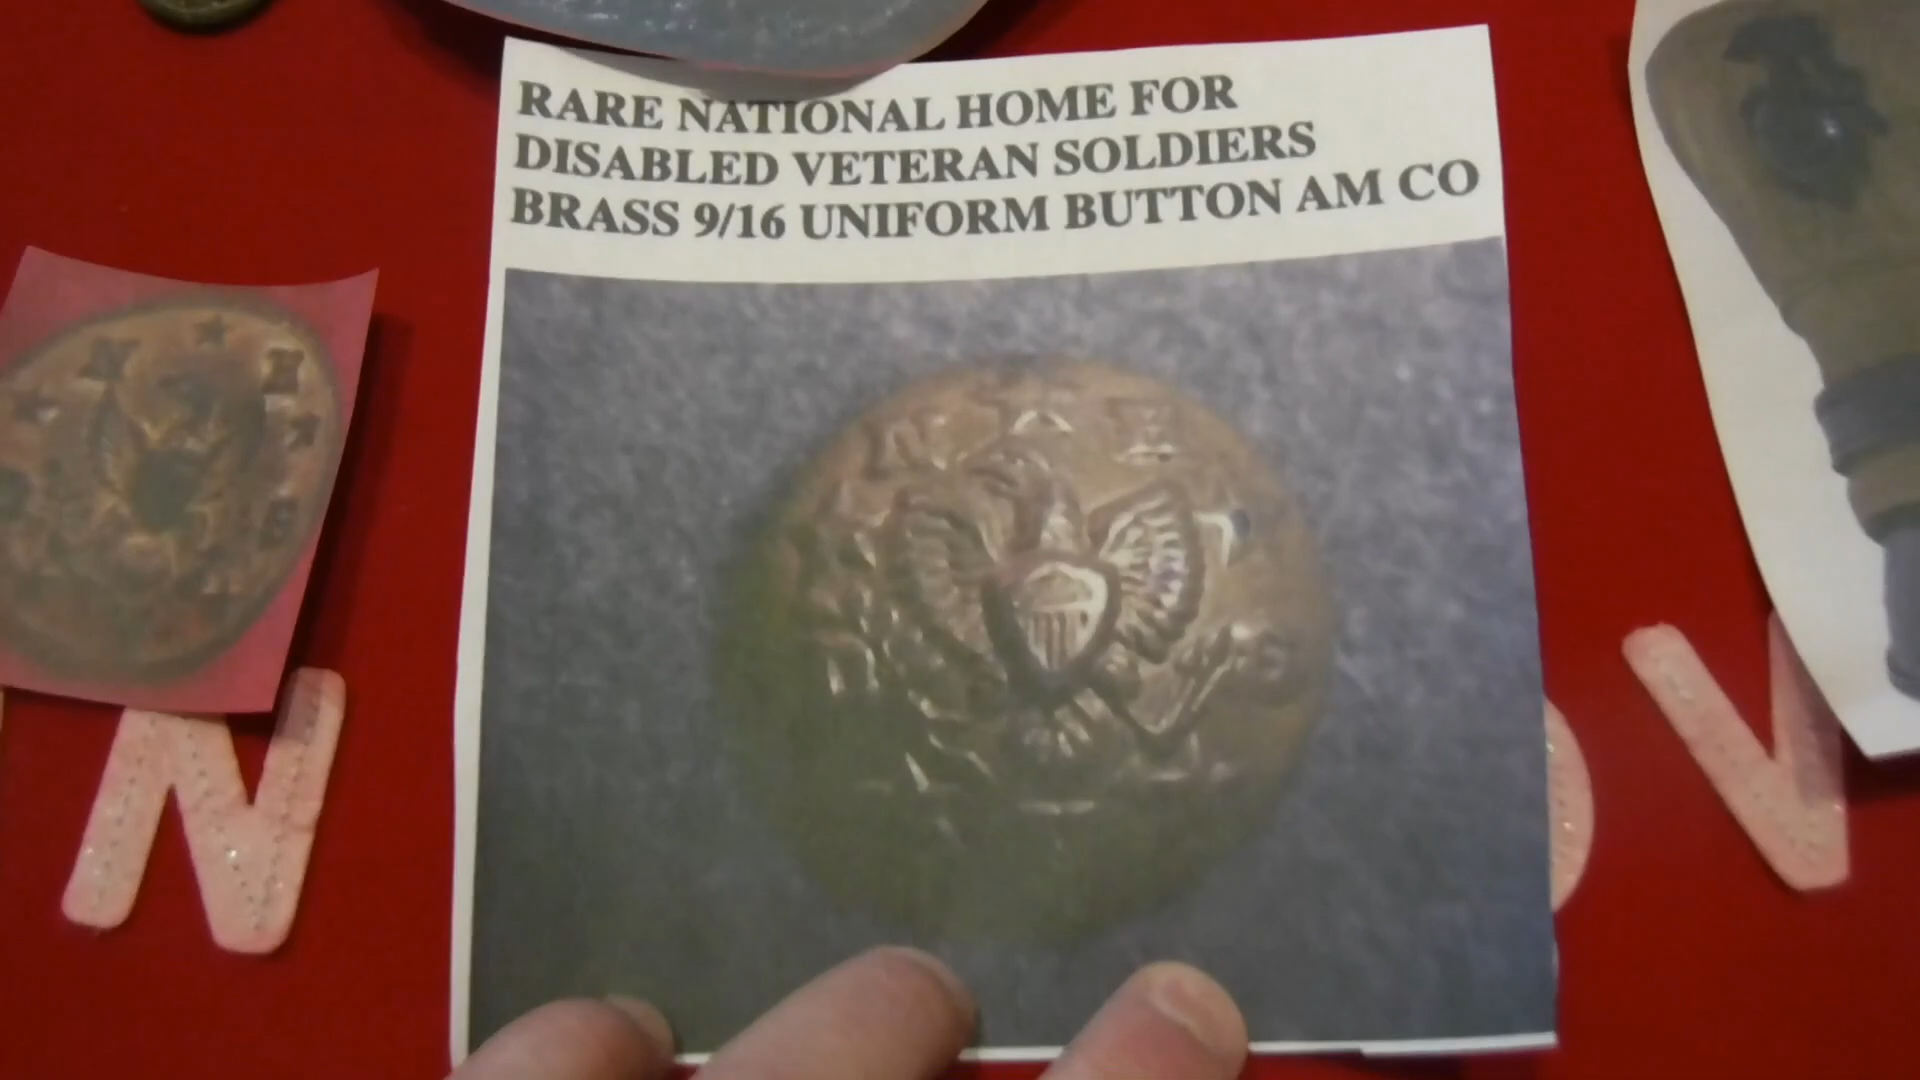 RARE NATIONAL HOME FOR
DISABLED VETERAN SOLDIERS
BRASS 9/16 UNIFORM BUTTON AM CO
N
V